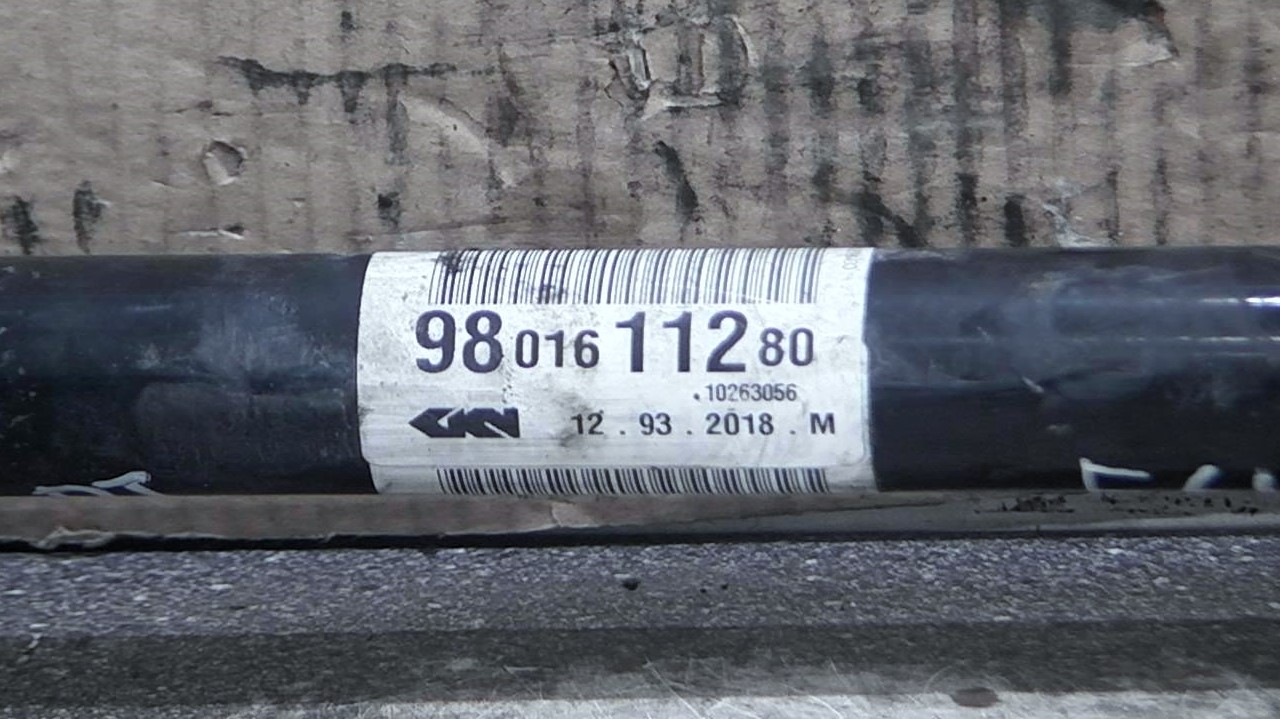 98 016 112 80
.10263056
GKN 12 . 93 . 2018 . M